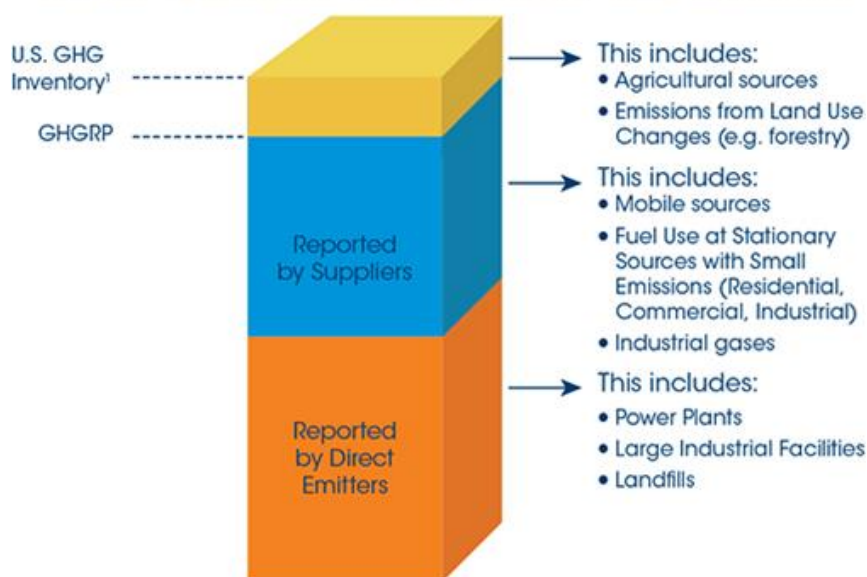 U.S. GHG
Inventory¹
GHGRP
Reported
by Suppliers
Reported
by Direct
Emitters
This includes:
• Agricultural sources
• Emissions from Land Use
Changes (e.g. forestry)
This includes:
• Mobile sources
• Fuel Use at Stationary
Sources with Small
Emissions (Residential,
Commercial, Industrial)
• Industrial gases
This includes:
• Power Plants
• Large Industrial Facilities
• Landfills